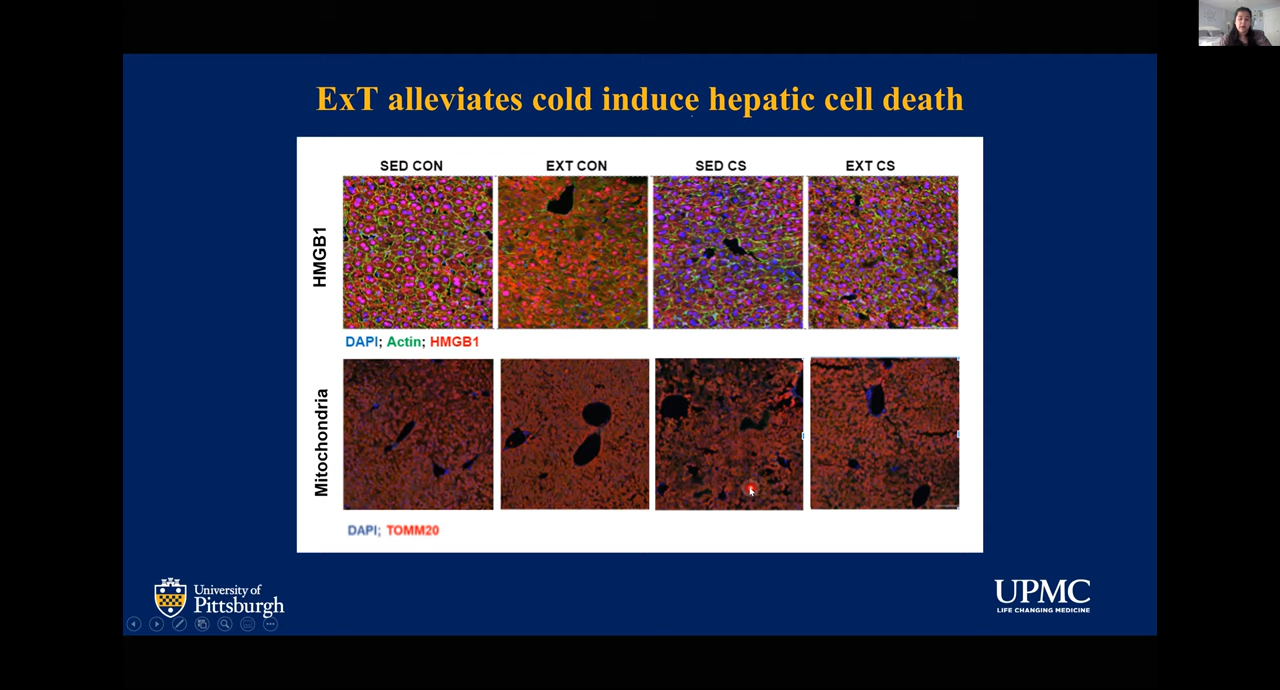 ExT alleviates cold induce hepatic cell death
SED CON EXT CON SED CS EXT CS
HMGB1
DAPI; Actin; HMGB1
Mitochondria
DAPI; TOMM20
University of
Pittsburgh
UPMC
LIFE CHANGING MEDICINE